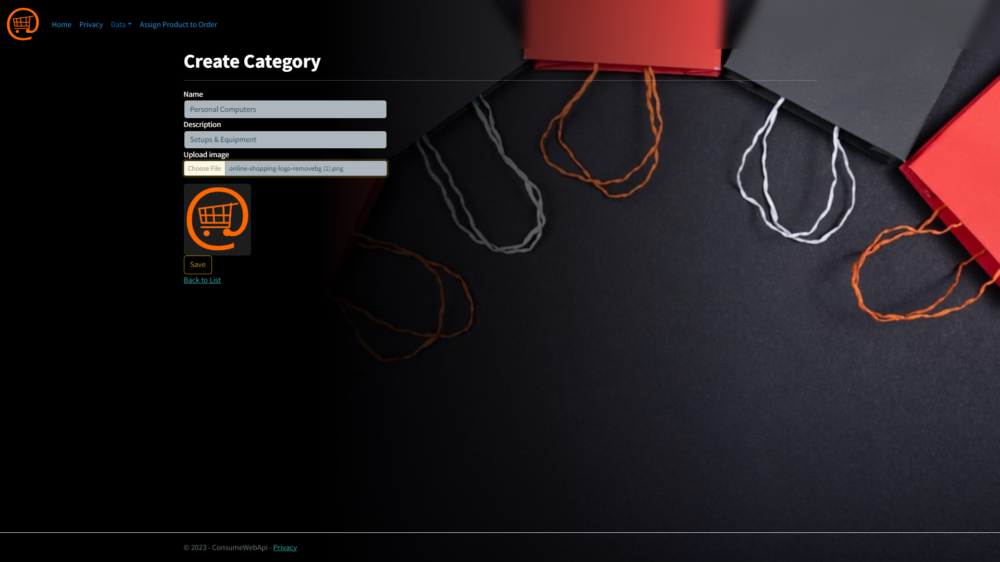 Home Privacy Data Assign Product to Order
Create Category
Name
Personal Computers
Description
Setups & Equipment
Upload image
Choose File online-shopping-logo-removebg (1).png
Save
Back to List
© 2023 - ConsumeWebApi - Privacy